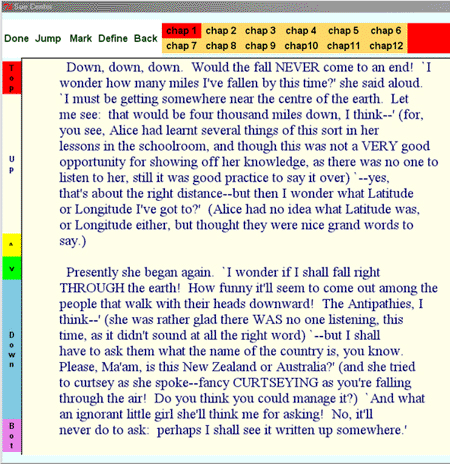 Sue Center
Done Jump Mark Define Back
chap 1 chap 2 chap 3 chap 4 chap 5 chap 6
chap 7 chap 8 chap 9 chap10 chap11 chap12
Top
Up
^
v
Down
Bot
Down, down, down.  Would the fall NEVER come to an end!  `I
wonder how many miles I've fallen by this time?' she said aloud.
`I must be getting somewhere near the centre of the earth.  Let
me see:  that would be four thousand miles down, I think--' (for,
you see, Alice had learnt several things of this sort in her
lessons in the schoolroom, and though this was not a VERY good
opportunity for showing off her knowledge, as there was no one to
listen to her, still it was good practice to say it over) `--yes,
that's about the right distance--but then I wonder what Latitude
or Longitude I've got to?'  (Alice had no idea what Latitude was,
or Longitude either, but thought they were nice grand words to
say.)
Presently she began again.  `I wonder if I shall fall right
THROUGH the earth!  How funny it'll seem to come out among the
people that walk with their heads downward!  The Antipathies, I
think--' (she was rather glad there WAS no one listening, this
time, as it didn't sound at all the right word) `--but I shall
have to ask them what the name of the country is, you know.
Please, Ma'am, is this New Zealand or Australia?' (and she tried
to curtsey as she spoke--fancy CURTSEYING as you're falling
through the air!  Do you think you could manage it?)  `And what
an ignorant little girl she'll think me for asking!  No, it'll
never do to ask:  perhaps I shall see it written up somewhere.'